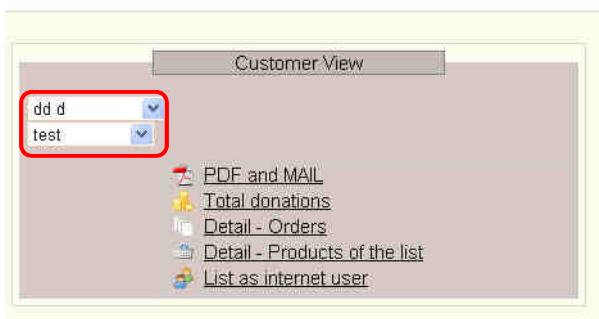 Customer View
dd d
test
PDF and MAIL
Total donations
Detail - Orders
Detail - Products of the list
List as internet user